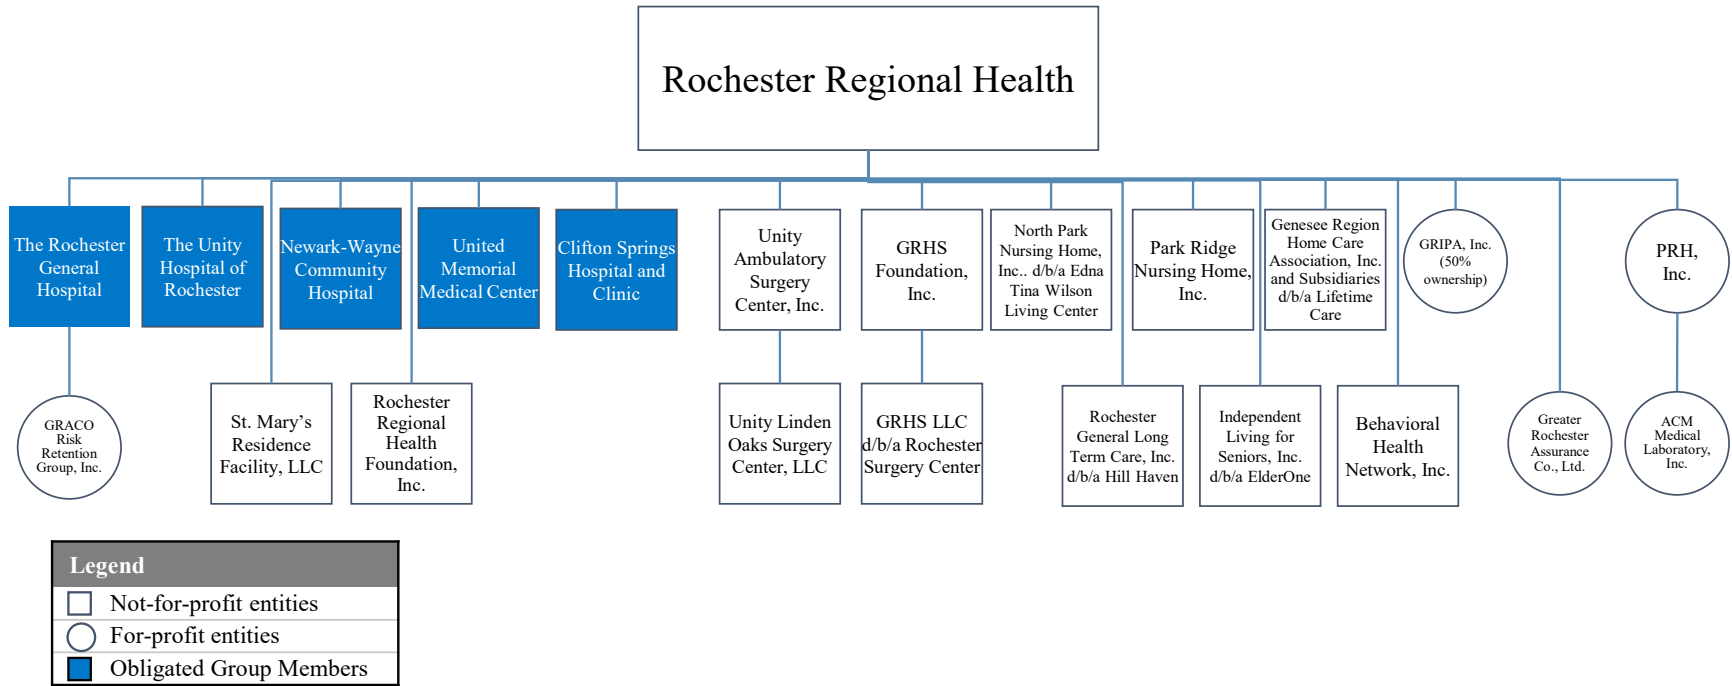 Rochester Regional Health
The Rochester
General
Hospital
The Unity
Hospital of
Rochester
Newark-Wayne
Community
Hospital
United
Memorial
Medical Center
Clifton Springs
Hospital and
Clinic
Unity
Ambulatory
Surgery
Center, Inc.
GRHS
Foundation,
Inc.
North Park
Nursing Home,
Inc.. d/b/a Edna
Tina Wilson
Living Center
Park Ridge
Nursing Home,
Inc.
Genesee Region
Home Care
Association, Inc.
and Subsidiaries
d/b/a Lifetime
Care
GRIPA, Inc.
(50%
ownership)
PRH,
Inc.
GRACO
Risk
Retention
Group, Inc.
St. Mary’s
Residence
Facility, LLC
Rochester
Regional
Health
Foundation,
Inc.
Unity Linden
Oaks Surgery
Center, LLC
GRHS LLC
d/b/a Rochester
Surgery Center
Rochester
General Long
Term Care, Inc.
d/b/a Hill Haven
Independent
Living for
Seniors, Inc.
d/b/a ElderOne
Behavioral
Health
Network, Inc.
Greater
Rochester
Assurance
Co., Ltd.
ACM
Medical
Laboratory,
Inc.
Legend
Not-for-profit entities
For-profit entities
Obligated Group Members